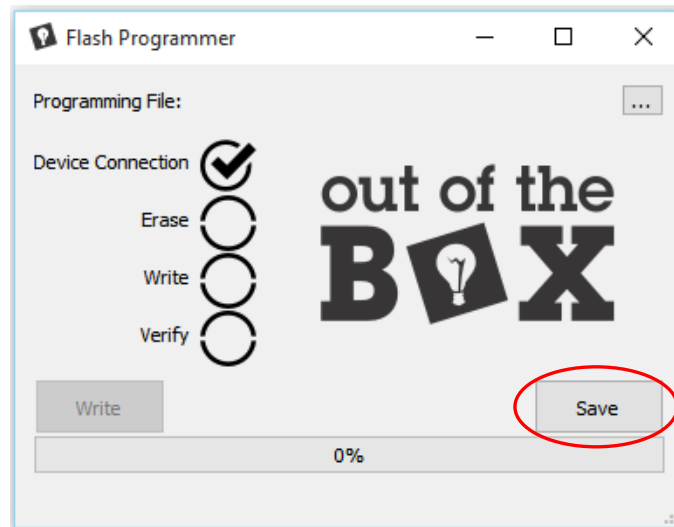 Flash Programmer
Programming File:
...
Device Connection
Erase
Write
Verify
out of the
BOX
Write
Save
0%